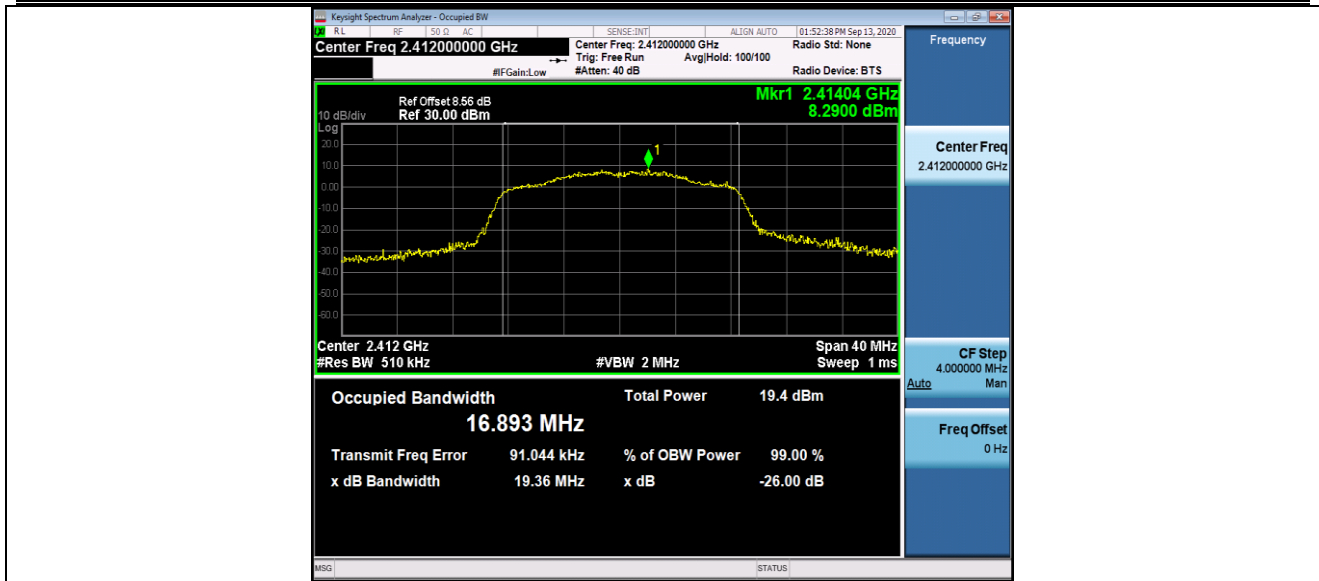 Keysight Spectrum Analyzer - Occupied BW
RL RF 50 Ω AC SENSE:INT ALIGN AUTO 01:52:38 PM Sep 13, 2020
Center Freq 2.412000000 GHz
Center Freq: 2.412000000 GHz Radio Std: None
Trig: Free Run Avg|Hold: 100/100
#IFGain:Low #Atten: 40 dB Radio Device: BTS
Mkr1 2.41404 GHz
8.2900 dBm
Ref Offset 8.56 dB
10 dB/div Ref 30.00 dBm
Log
20.0
1
10.0
0.00
-10.0
-20.0
-30.0
-40.0
-50.0
-60.0
Center 2.412 GHz Span 40 MHz
#Res BW 510 kHz #VBW 2 MHz Sweep 1 ms
Occupied Bandwidth Total Power 19.4 dBm
16.893 MHz
Transmit Freq Error 91.044 kHz % of OBW Power 99.00 %
x dB Bandwidth 19.36 MHz x dB -26.00 dB
MSG STATUS
Frequency
Center Freq
2.412000000 GHz
CF Step
4.000000 MHz
Auto Man
Freq Offset
0 Hz